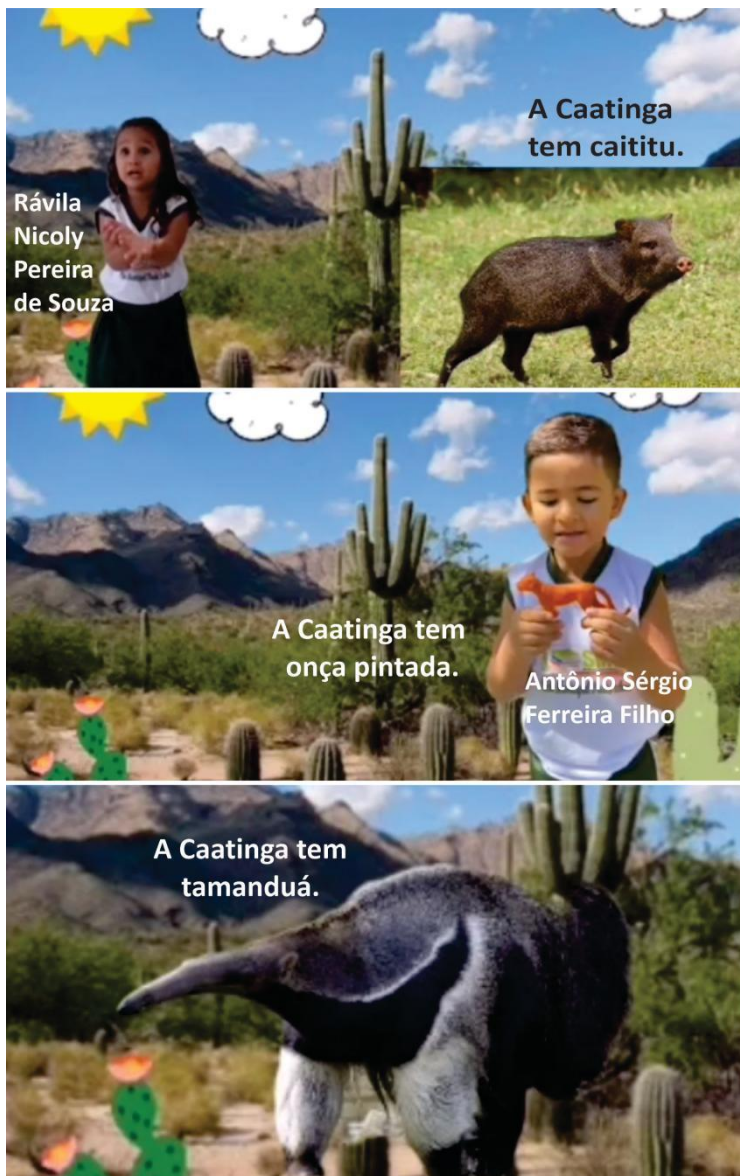 A Caatinga
tem caititu.
Rávila
Nicoly
Pereira
de Souza
A Caatinga tem
onça pintada.
Antônio Sérgio
Ferreira Filho
A Caatinga tem
tamanduá.